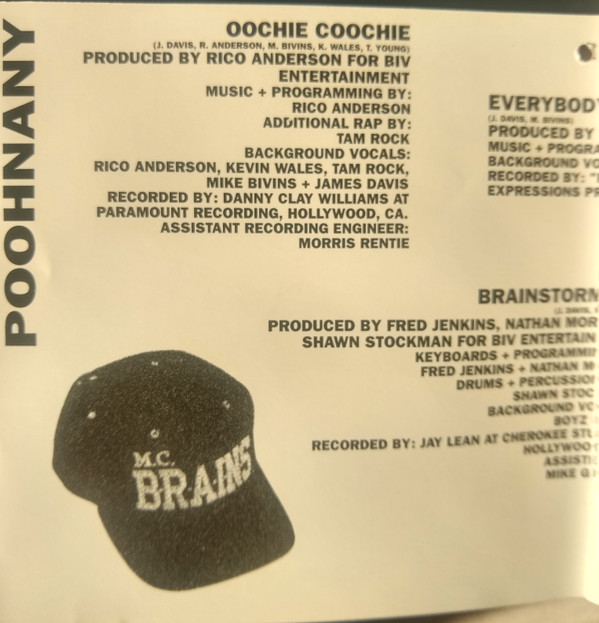 POOHNANY
OOCHIE COOCHIE
(J. DAVIS, R. ANDERSON, M. BIVINS, K. WALES, T. YOUNG)
PRODUCED BY RICO ANDERSON FOR BIV
ENTERTAINMENT
MUSIC + PROGRAMMING BY:
RICO ANDERSON
ADDITIONAL RAP BY:
TAM ROCK
BACKGROUND VOCALS:
RICO ANDERSON, KEVIN WALES, TAM ROCK,
MIKE BIVINS + JAMES DAVIS
RECORDED BY: DANNY CLAY WILLIAMS AT
PARAMOUNT RECORDING, HOLLYWOOD, CA.
ASSISTANT RECORDING ENGINEER:
MORRIS RENTIE
EVERYBODY
(J. DAVIS, M. BIVINS)
PRODUCED BY
MUSIC + PROGRA
BACKGROUND VO
RECORDED BY:
EXPRESSIONS PR
BRAINSTORM
(J. DAVIS,
PRODUCED BY FRED JENKINS, NATHAN MOR
SHAWN STOCKMAN FOR BIV ENTERTAIN
KEYBOARDS + PROGRAMMI
FRED JENKINS + NATHAN M
DRUMS + PERCUSSIO
SHAWN STOC
BACKGROUND VO
BOYZ
RECORDED BY: JAY LEAN AT CHEROKEE STU
HOLLYWOO
ASSIST
MIKE G
M.C.
BRAINS